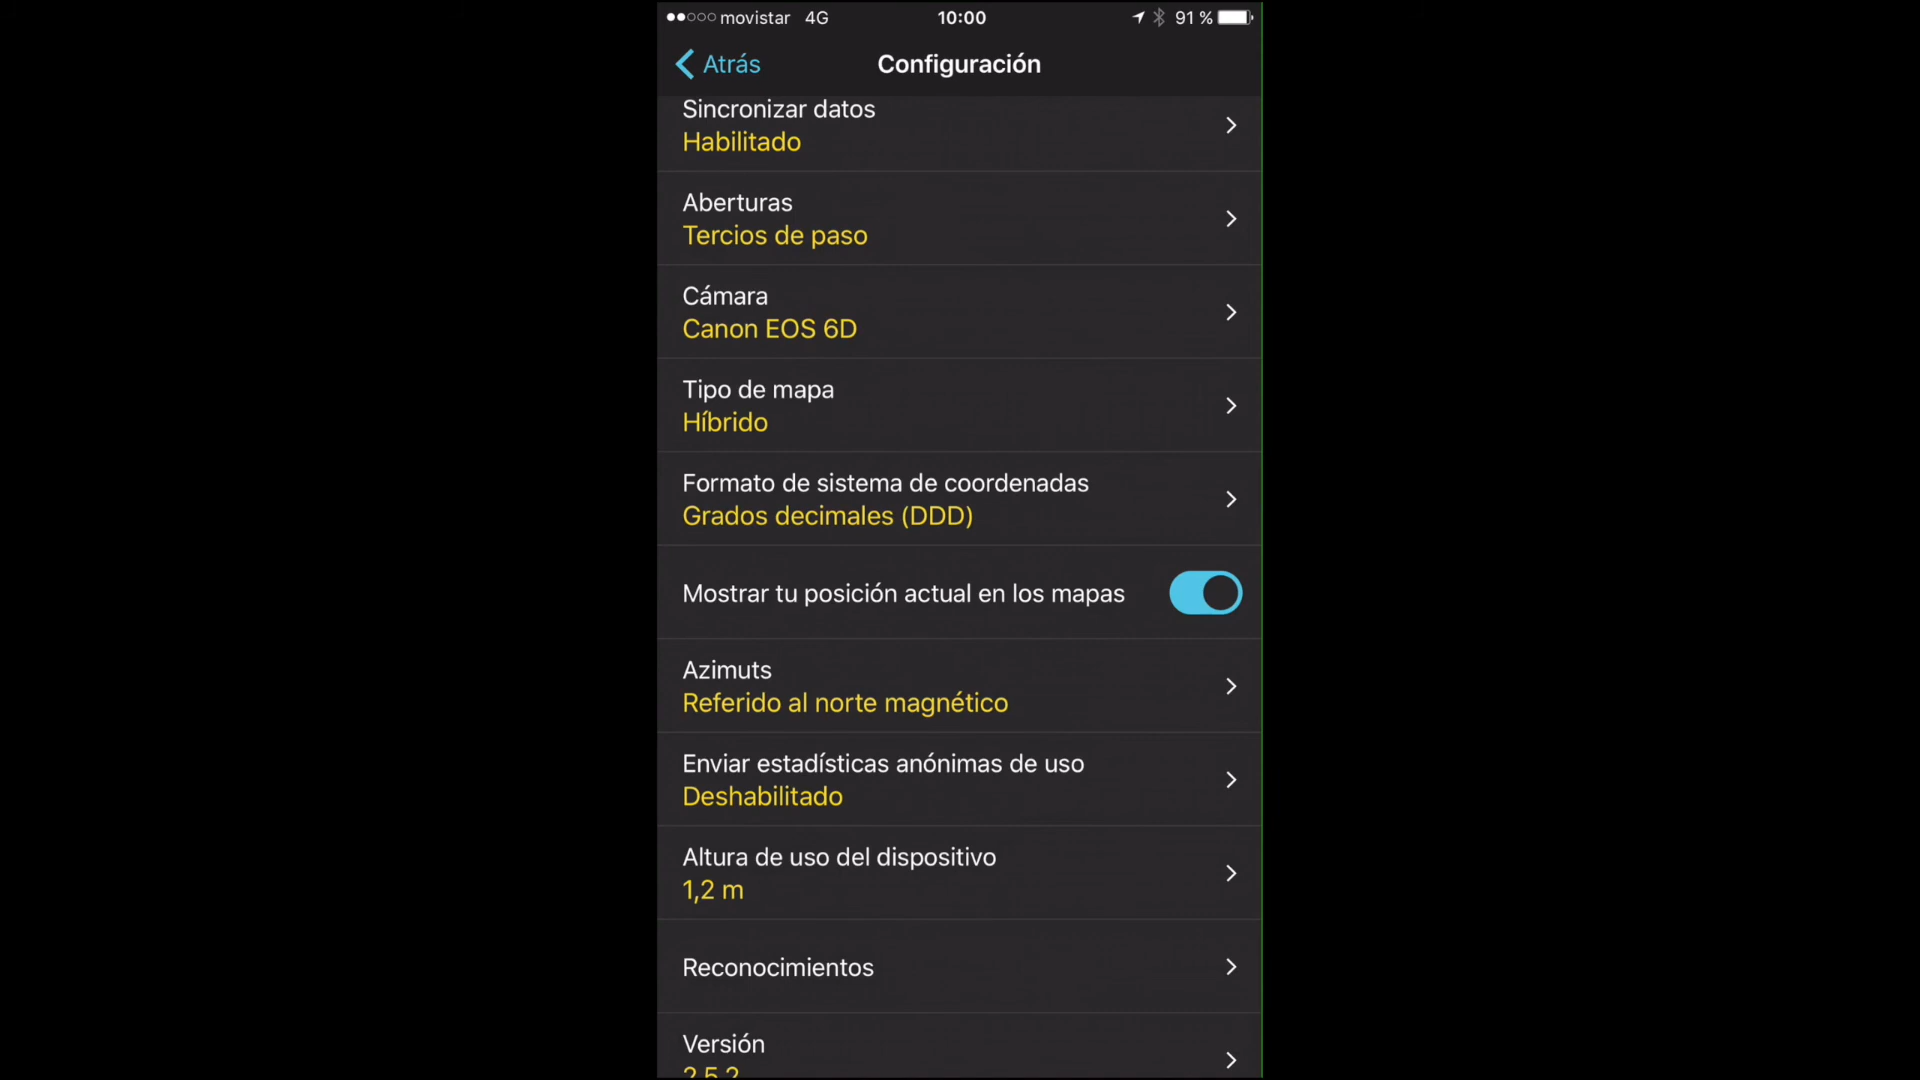 movistar 4G 10:00 91 %
Atrás Configuración
Sincronizar datos
Habilitado
Aberturas
Tercios de paso
Cámara
Canon EOS 6D
Tipo de mapa
Híbrido
Formato de sistema de coordenadas
Grados decimales (DDD)
Mostrar tu posición actual en los mapas
Azimuts
Referido al norte magnético
Enviar estadísticas anónimas de uso
Deshabilitado
Altura de uso del dispositivo
1,2 m
Reconocimientos
Versión
2.5.2